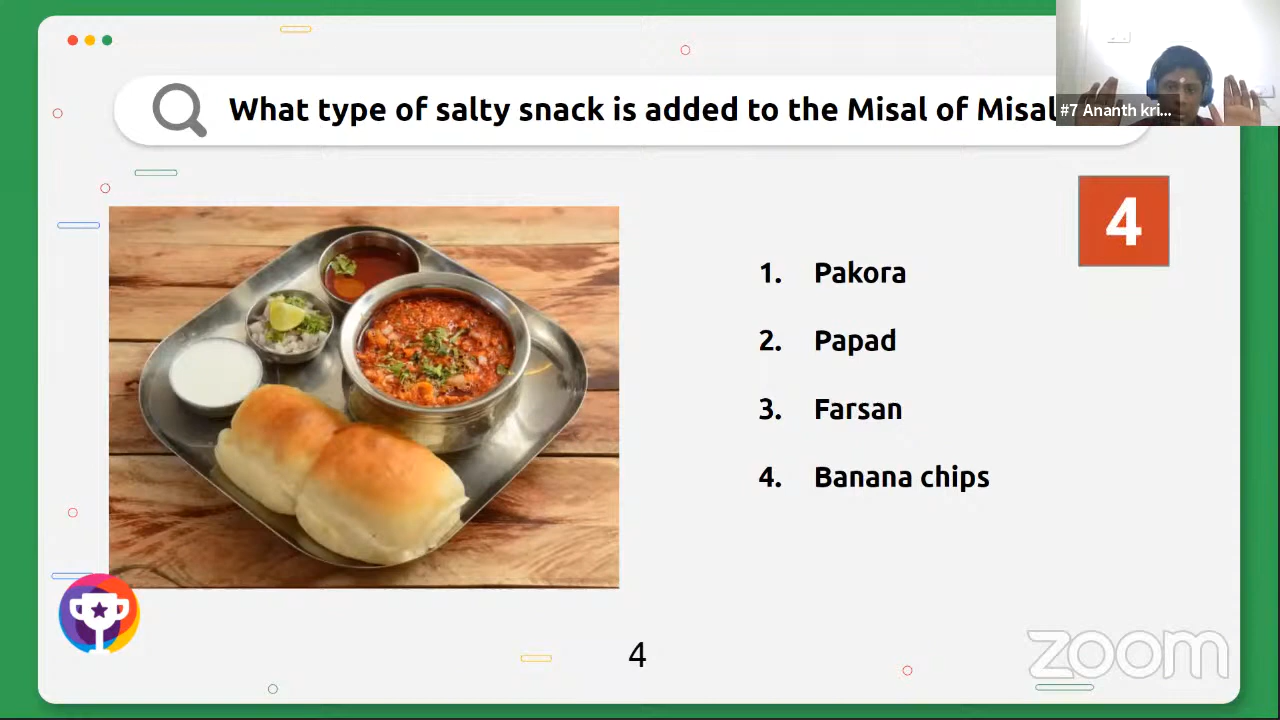 What type of salty snack is added to the Misal of Misal
#7 Ananth kri...
4
1. Pakora
2. Papad
3. Farsan
4. Banana chips
4
zoom